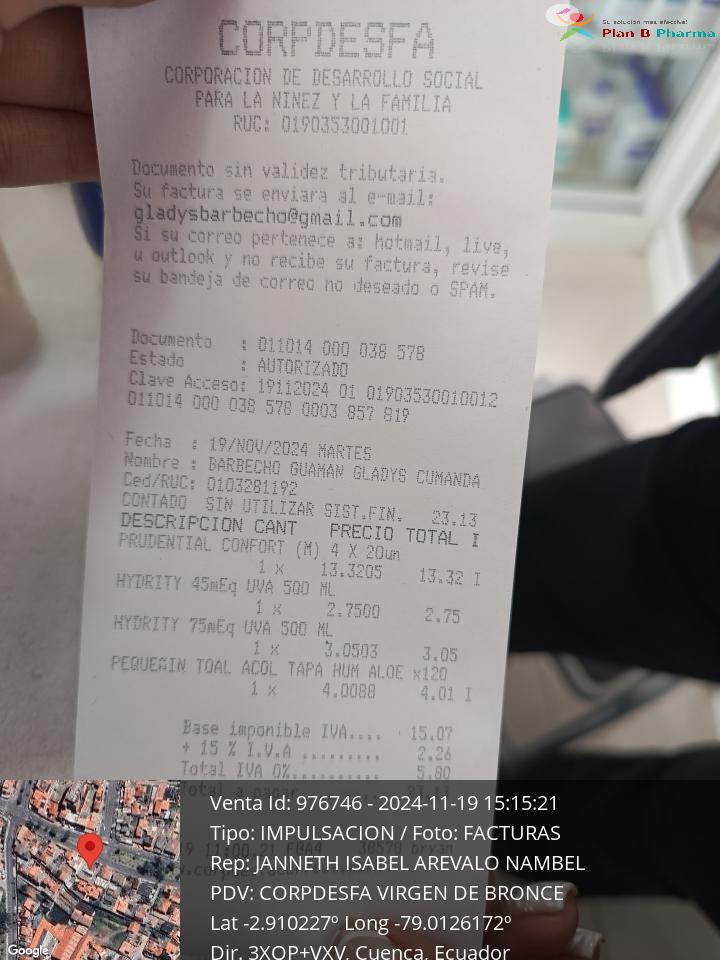 Su solución mas efectiva!
Plan B Pharma
CORPDESFA
CORPORACION DE DESARROLLO SOCIAL
PARA LA NINEZ Y LA FAMILIA
RUC: 0190353001001
Documento sin validez tributaria.
Su factura se enviara al e-mail:
gladysbarbecho@gmail.com
Si su correo pertenece a: hotmail, live,
u outlook y no recibe su factura, revise
su bandeja de correo no deseado o SPAM.
Documento : 011014 000 038 578
Estado : AUTORIZADO
Clave Acceso: 19112024 01 01903530010012
011014 000 038 578 0003 857 819
Fecha : 19/NOV/2024 MARTES
Nombre : BARBECHO GUAMAN GLADYS CUMANDA
Ced/RUC: 0103281192
CONTADO SIN UTILIZAR SIST.FIN. 23.13
DESCRIPCION CANT PRECIO TOTAL I
PRUDENTIAL CONFORT (M) 4 X 20un
1 x 13.3205 13.32 I
HYDRITY 45mEq UVA 500 ML
1 x 2.7500 2.75
HYDRITY 75mEq UVA 500 ML
1 x 3.0503 3.05
PEQUEÑIN TOAL ACOL TAPA HUM ALOE x120
1 x 4.0088 4.01 I
Base imponible IVA.... 15.07
+ 15 % I.V.A ......... 2.26
Total IVA 0%.......... 5.80
Total a pagar 23.13
11:00:21 38578 bryan
Venta Id: 976746 - 2024-11-19 15:15:21
Tipo: IMPULSACION / Foto: FACTURAS
Rep: JANNETH ISABEL AREVALO NAMBEL
PDV: CORPDESFA VIRGEN DE BRONCE
Lat -2.910227º Long -79.0126172º
Dir. 3XQP+VXV, Cuenca, Ecuador
Google